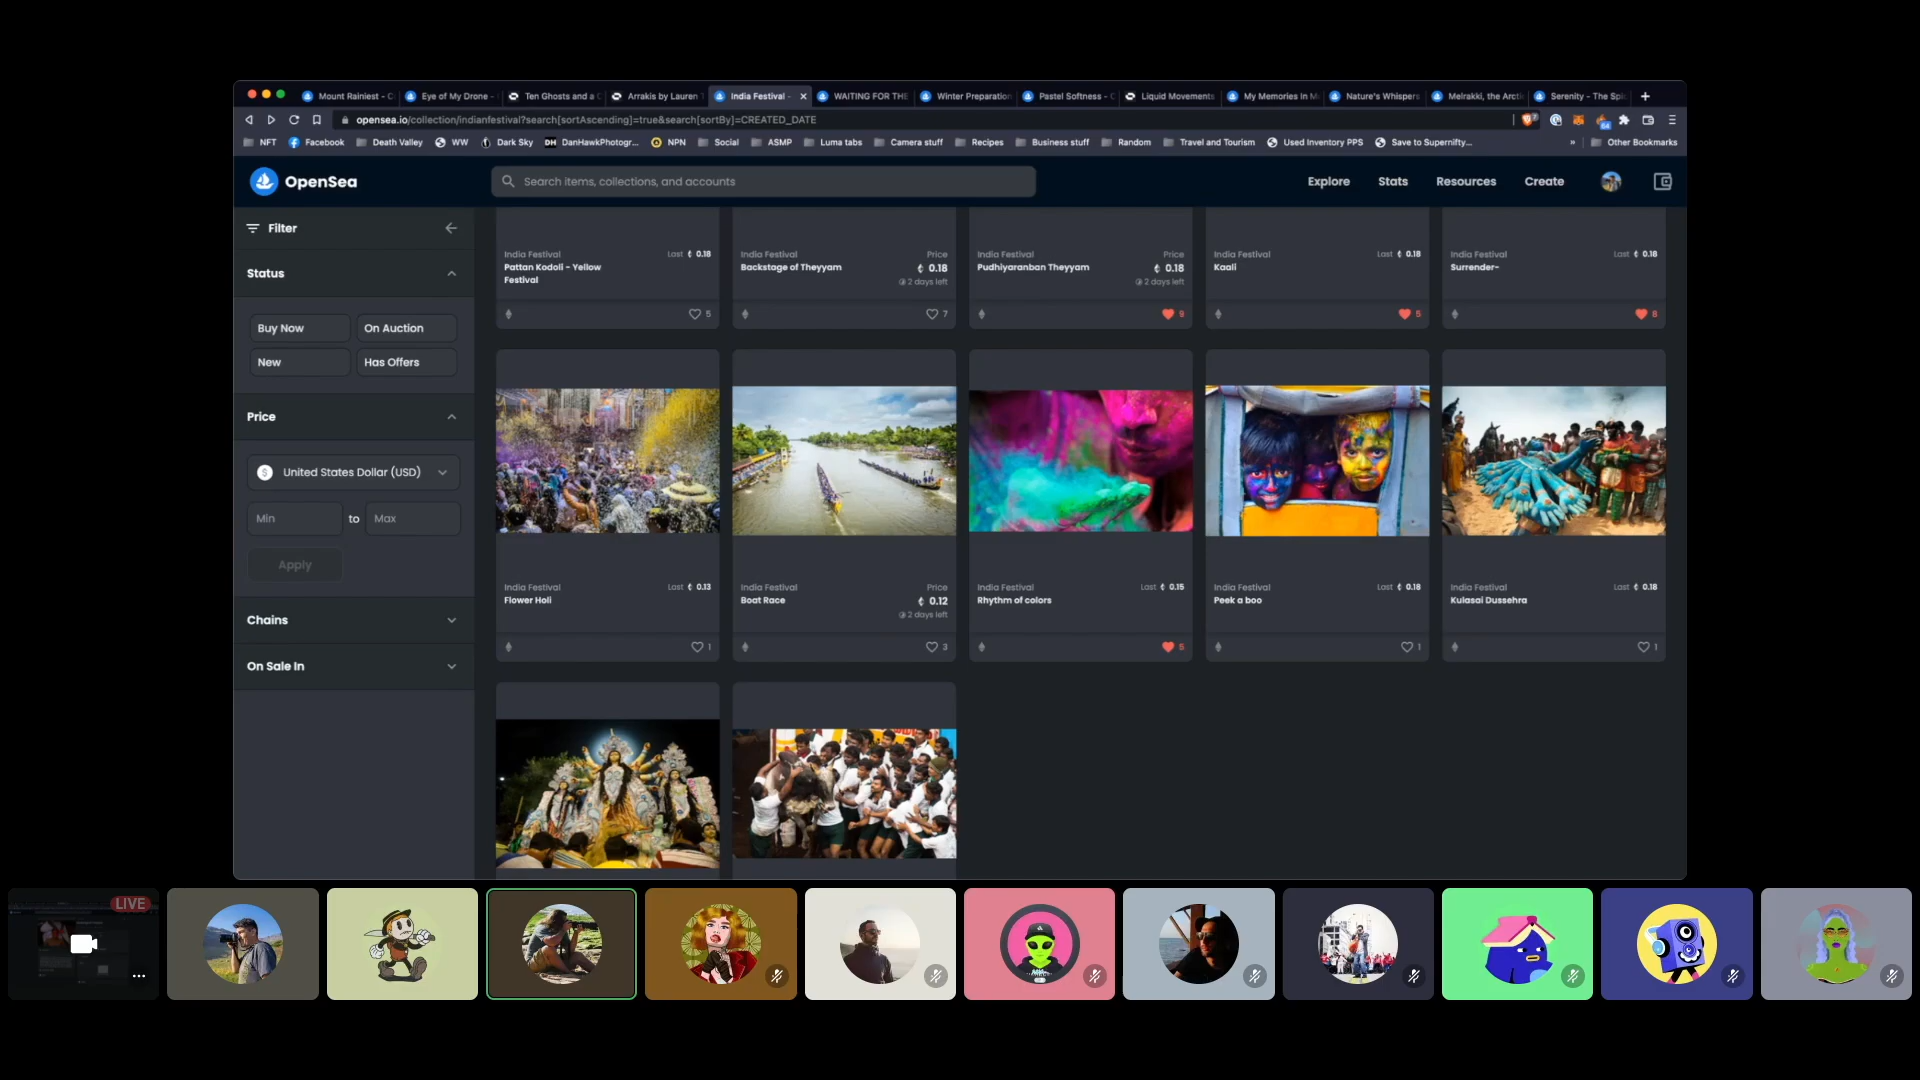 Mount Rainiest - C
Eye of My Drone -
Ten Ghosts and a C
Arrakis by Lauren
India Festival -
WAITING FOR THE
Winter Preparation
Pastel Softness - C
Liquid Movements
My Memories In M
Nature's Whispers
Melrakki, the Arcti
Serenity - The Spi
opensea.io/collection/indianfestival?search[sortAscending]=true&search[sortBy]=CREATED_DATE
NFT
Facebook
Death Valley
WW
Dark Sky
DH DanHawkPhotogr...
NPN
Social
ASMP
Luma tabs
Camera stuff
Recipes
Business stuff
Random
Travel and Tourism
Used Inventory PPS
Save to Supernifty...
»
Other Bookmarks
OpenSea
Search items, collections, and accounts
Explore
Stats
Resources
Create
Filter
Status
Buy Now
On Auction
New
Has Offers
Price
United States Dollar (USD)
Min
to
Max
Apply
Chains
On Sale In
India Festival
Last 0.18
Pattan Kodoli - Yellow
Festival
5
India Festival
Price
Backstage of Theyyam
0.18
2 days left
7
India Festival
Price
Pudhiyaranban Theyyam
0.18
2 days left
9
India Festival
Last 0.18
Kaali
5
India Festival
Last 0.18
Surrender-
8
India Festival
Last 0.13
Flower Holi
1
India Festival
Price
Boat Race
0.12
2 days left
3
India Festival
Last 0.15
Rhythm of colors
5
India Festival
Last 0.18
Peek a boo
1
India Festival
Last 0.18
Kulasai Dussehra
1
LIVE